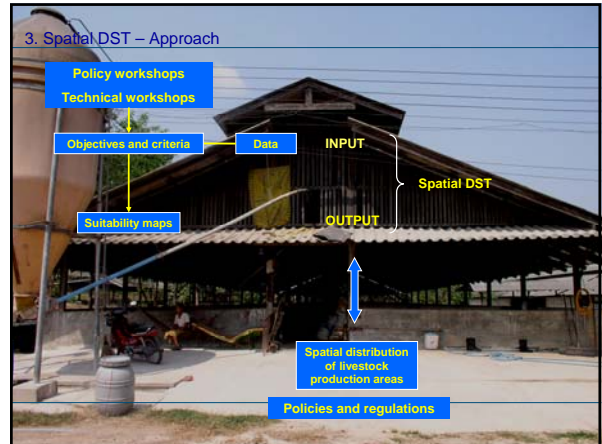 3. Spatial DST – Approach
Policy workshops
Technical workshops
Objectives and criteria
Data
INPUT
Spatial DST
Suitability maps
OUTPUT
Spatial distribution
of livestock
production areas
Policies and regulations